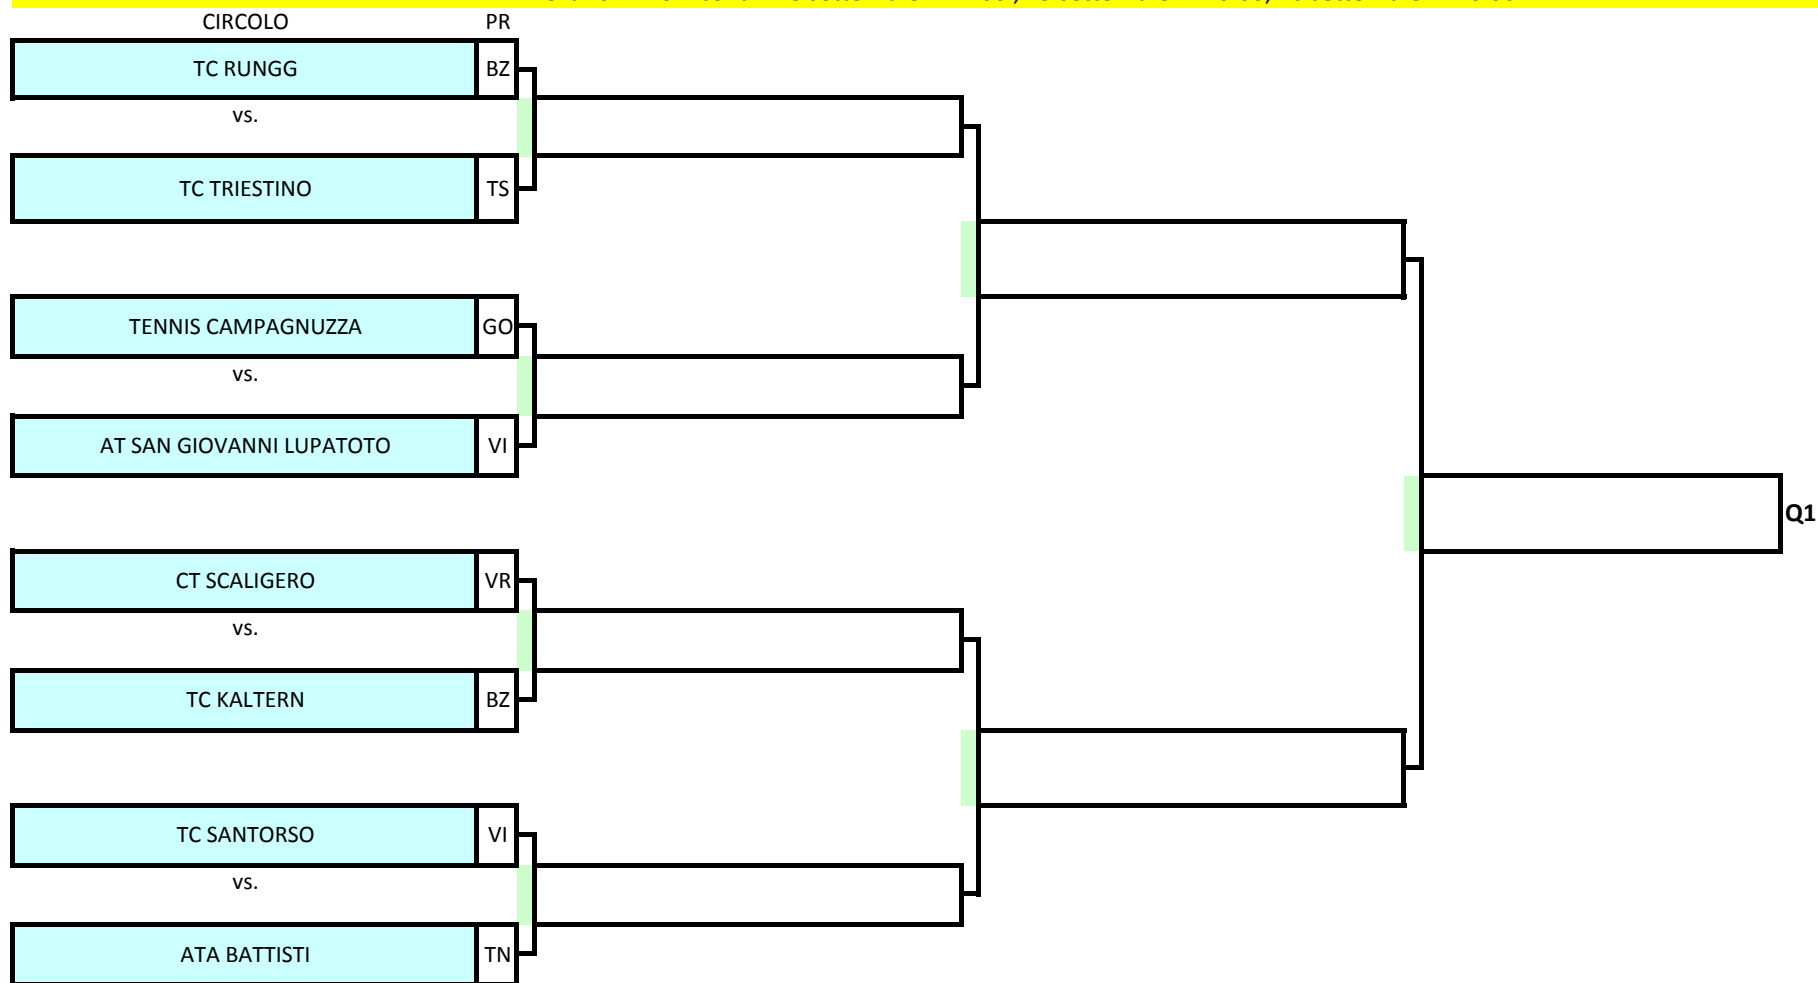 CIRCOLO PR
TC RUNGG BZ
vs.
TC TRIESTINO TS
TENNIS CAMPAGNUZZA GO
vs.
AT SAN GIOVANNI LUPATOTO VI
Q1
CT SCALIGERO VR
vs.
TC KALTERN BZ
TC SANTORSO VI
vs.
ATA BATTISTI TN